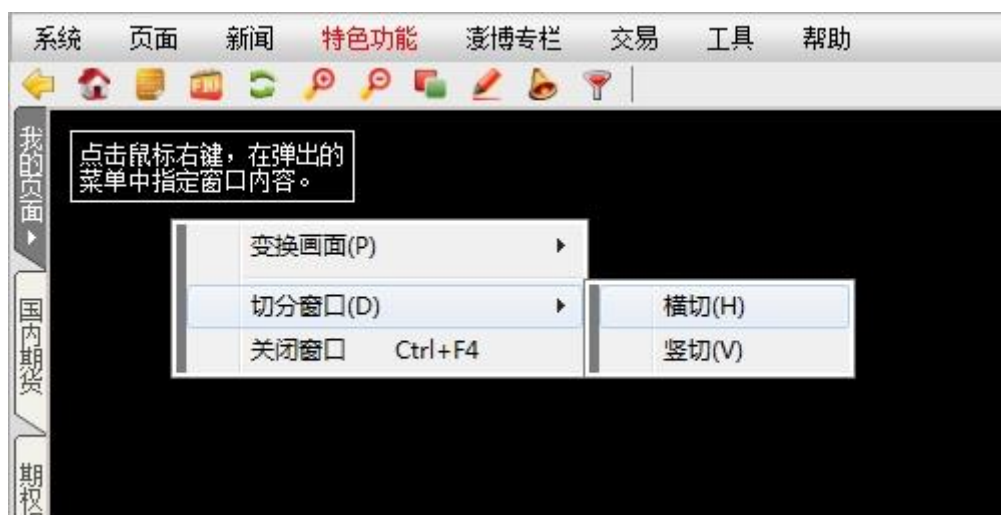 系统 页面 新闻 特色功能 澎博专栏 交易 工具 帮助
我的页面
点击鼠标右键，在弹出的
菜单中指定窗口内容。
变换画面(P)
切分窗口(D)
关闭窗口 Ctrl+F4
横切(H)
竖切(V)
国内期货
期权